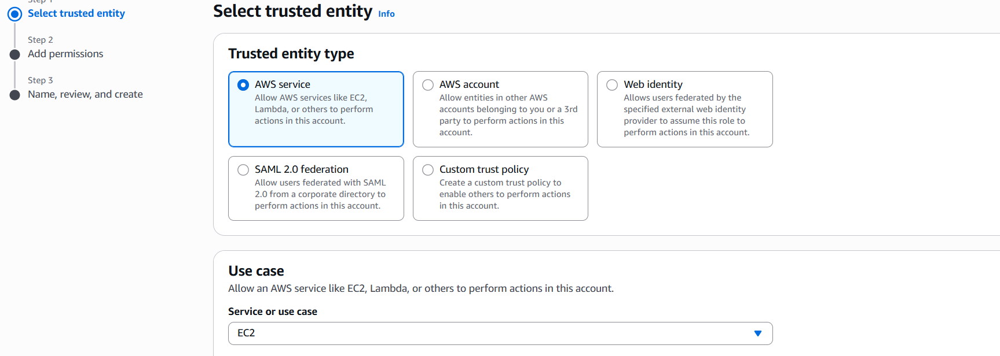 Step 1
Select trusted entity
Step 2
Add permissions
Step 3
Name, review, and create
Select trusted entity Info
Trusted entity type
AWS service
Allow AWS services like EC2,
Lambda, or others to perform
actions in this account.
AWS account
Allow entities in other AWS
accounts belonging to you or a 3rd
party to perform actions in this
account.
Web identity
Allows users federated by the
specified external web identity
provider to assume this role to
perform actions in this account.
SAML 2.0 federation
Allow users federated with SAML
2.0 from a corporate directory to
perform actions in this account.
Custom trust policy
Create a custom trust policy to
enable others to perform actions
in this account.
Use case
Allow an AWS service like EC2, Lambda, or others to perform actions in this account.
Service or use case
EC2